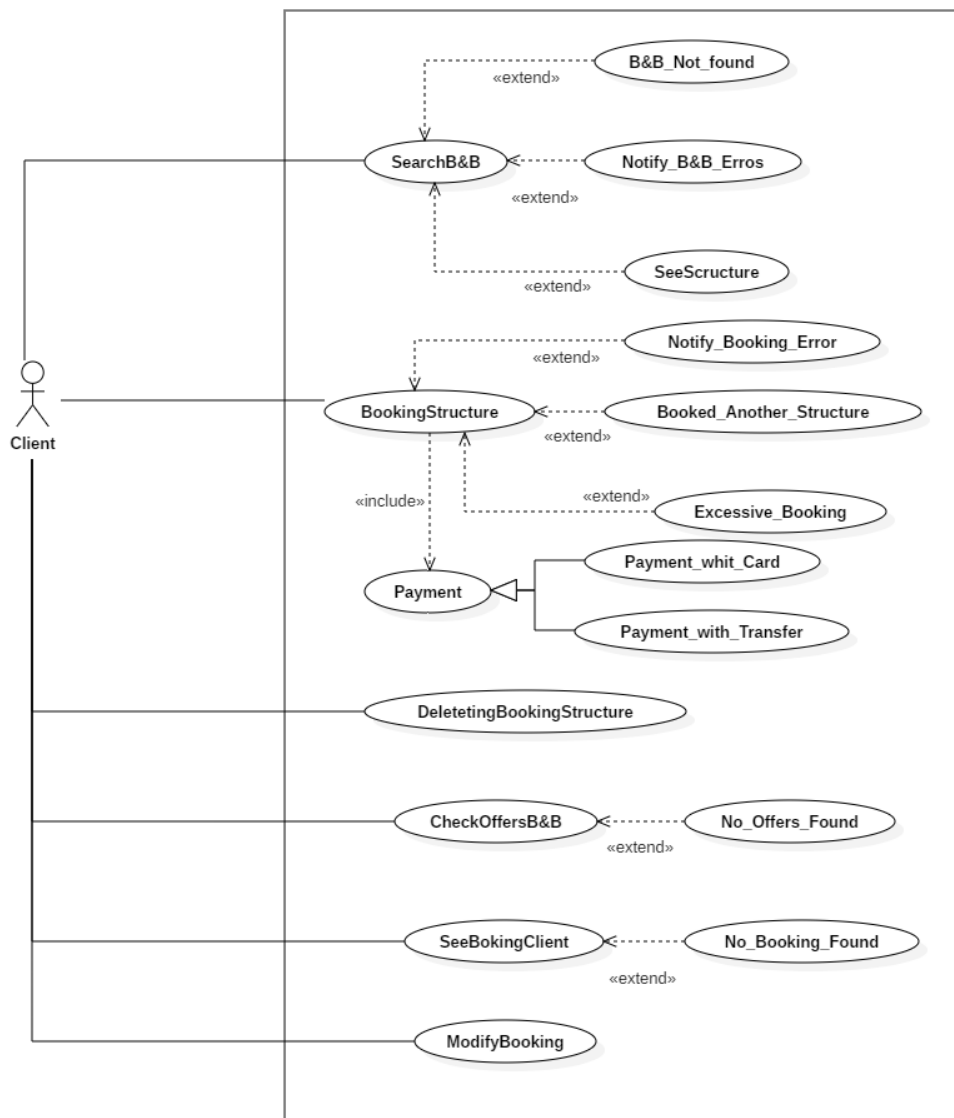 B&B_Not_found
«extend»
SearchB&B
Notify_B&B_Erros
«extend»
SeeScructure
«extend»
Notify_Booking_Error
«extend»
Client
BookingStructure
Booked_Another_Structure
«extend»
«include»
«extend»
Excessive_Booking
Payment_whit_Card
Payment
Payment_with_Transfer
DeletetingBookingStructure
CheckOffersB&B
No_Offers_Found
«extend»
SeeBokingClient
No_Booking_Found
«extend»
ModifyBooking